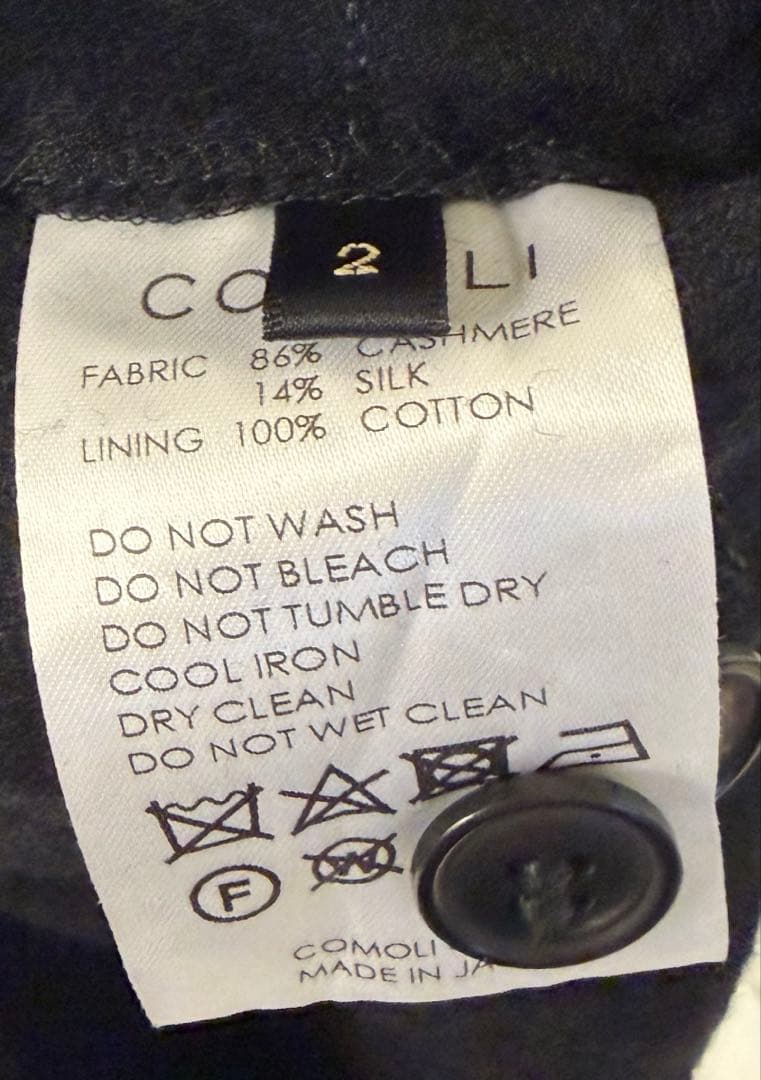 2
CO LI
FABRIC 86% CASHMERE
14% SILK
LINING 100% COTTON
DO NOT WASH
DO NOT BLEACH
DO NOT TUMBLE DRY
COOL IRON
DRY CLEAN
DO NOT WET CLEAN
F W
COMOLI
MADE IN JA